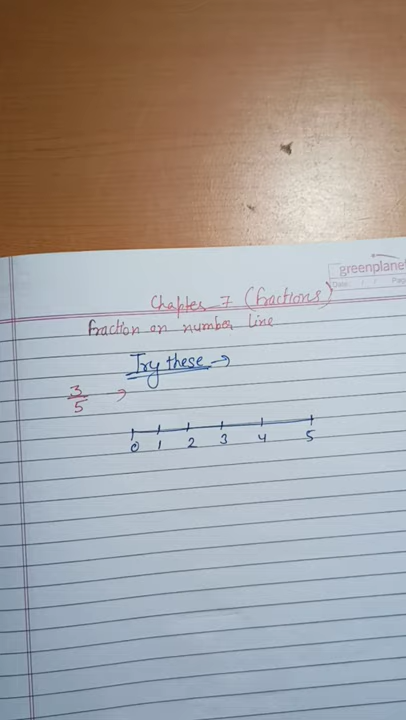 greenplanet
Date
Page
Chapter 7 (fractions)
fraction on number line
Try these →
3/5 →
0 1 2 3 4 5